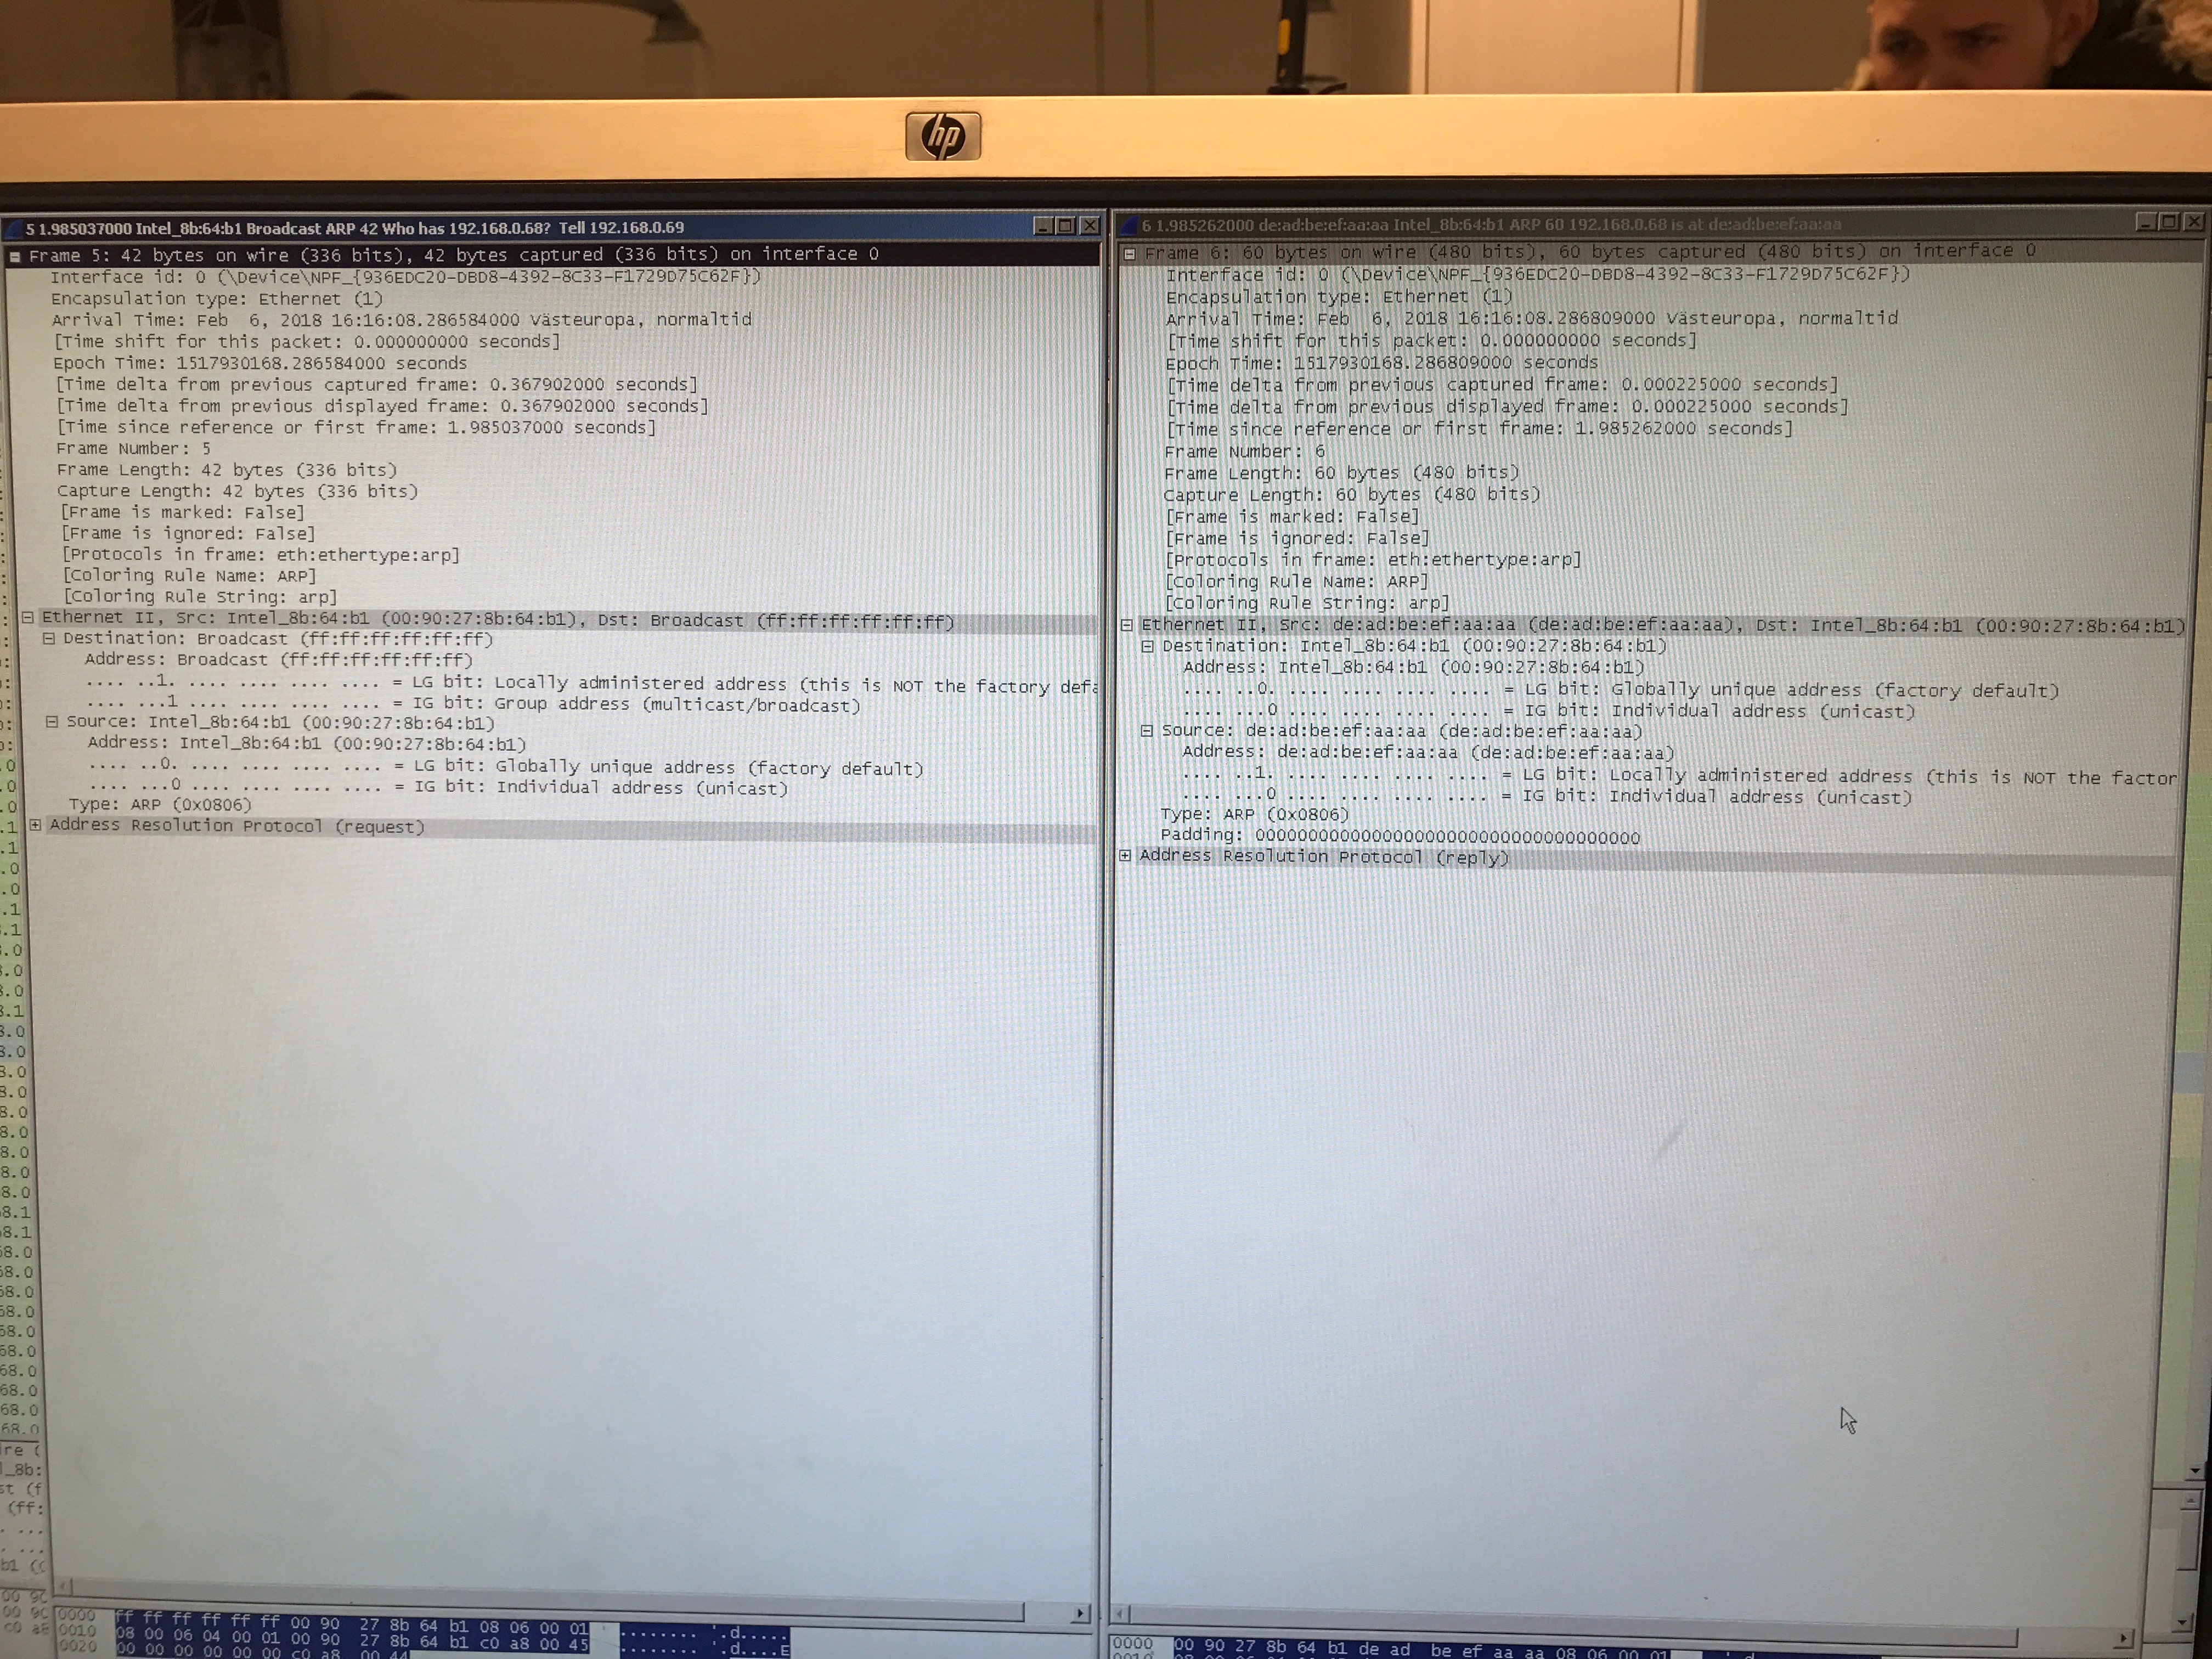 hp
5 1.985037000 Intel_8b:64:b1 Broadcast ARP 42 Who has 192.168.0.68? Tell 192.168.0.69
Frame 5: 42 bytes on wire (336 bits), 42 bytes captured (336 bits) on interface 0
Interface id: 0 (\Device\NPF_{936EDC20-DBD8-4392-8C33-F1729D75C62F})
Encapsulation type: Ethernet (1)
Arrival Time: Feb  6, 2018 16:16:08.286584000 Västeuropa, normaltid
[Time shift for this packet: 0.000000000 seconds]
Epoch Time: 1517930168.286584000 seconds
[Time delta from previous captured frame: 0.367902000 seconds]
[Time delta from previous displayed frame: 0.367902000 seconds]
[Time since reference or first frame: 1.985037000 seconds]
Frame Number: 5
Frame Length: 42 bytes (336 bits)
Capture Length: 42 bytes (336 bits)
[Frame is marked: False]
[Frame is ignored: False]
[Protocols in frame: eth:ethertype:arp]
[Coloring Rule Name: ARP]
[Coloring Rule String: arp]
Ethernet II, Src: Intel_8b:64:b1 (00:90:27:8b:64:b1), Dst: Broadcast (ff:ff:ff:ff:ff:ff)
Destination: Broadcast (ff:ff:ff:ff:ff:ff)
Address: Broadcast (ff:ff:ff:ff:ff:ff)
.... ..1. .... .... .... .... = LG bit: Locally administered address (this is NOT the factory defa
.... ...1 .... .... .... .... = IG bit: Group address (multicast/broadcast)
Source: Intel_8b:64:b1 (00:90:27:8b:64:b1)
Address: Intel_8b:64:b1 (00:90:27:8b:64:b1)
.... ..0. .... .... .... .... = LG bit: Globally unique address (factory default)
.... ...0 .... .... .... .... = IG bit: Individual address (unicast)
Type: ARP (0x0806)
Address Resolution Protocol (request)
0000 ff ff ff ff ff ff 00 90 27 8b 64 b1 08 06 00 01 ........ '.d.....
0010 08 00 06 04 00 01 00 90 27 8b 64 b1 c0 a8 00 45 ........ '.d....E
0020 00 00 00 00 00 00 c0 a8 00 44
6 1.985262000 de:ad:be:ef:aa:aa Intel_8b:64:b1 ARP 60 192.168.0.68 is at de:ad:be:ef:aa:aa
Frame 6: 60 bytes on wire (480 bits), 60 bytes captured (480 bits) on interface 0
Interface id: 0 (\Device\NPF_{936EDC20-DBD8-4392-8C33-F1729D75C62F})
Encapsulation type: Ethernet (1)
Arrival Time: Feb  6, 2018 16:16:08.286809000 Västeuropa, normaltid
[Time shift for this packet: 0.000000000 seconds]
Epoch Time: 1517930168.286809000 seconds
[Time delta from previous captured frame: 0.000225000 seconds]
[Time delta from previous displayed frame: 0.000225000 seconds]
[Time since reference or first frame: 1.985262000 seconds]
Frame Number: 6
Frame Length: 60 bytes (480 bits)
Capture Length: 60 bytes (480 bits)
[Frame is marked: False]
[Frame is ignored: False]
[Protocols in frame: eth:ethertype:arp]
[Coloring Rule Name: ARP]
[Coloring Rule String: arp]
Ethernet II, Src: de:ad:be:ef:aa:aa (de:ad:be:ef:aa:aa), Dst: Intel_8b:64:b1 (00:90:27:8b:64:b1)
Destination: Intel_8b:64:b1 (00:90:27:8b:64:b1)
Address: Intel_8b:64:b1 (00:90:27:8b:64:b1)
.... ..0. .... .... .... .... = LG bit: Globally unique address (factory default)
.... ...0 .... .... .... .... = IG bit: Individual address (unicast)
Source: de:ad:be:ef:aa:aa (de:ad:be:ef:aa:aa)
Address: de:ad:be:ef:aa:aa (de:ad:be:ef:aa:aa)
.... ..1. .... .... .... .... = LG bit: Locally administered address (this is NOT the factor
.... ...0 .... .... .... .... = IG bit: Individual address (unicast)
Type: ARP (0x0806)
Padding: 000000000000000000000000000000000000
Address Resolution Protocol (reply)
0000 00 90 27 8b 64 b1 de ad be ef aa aa 08 06 00 01